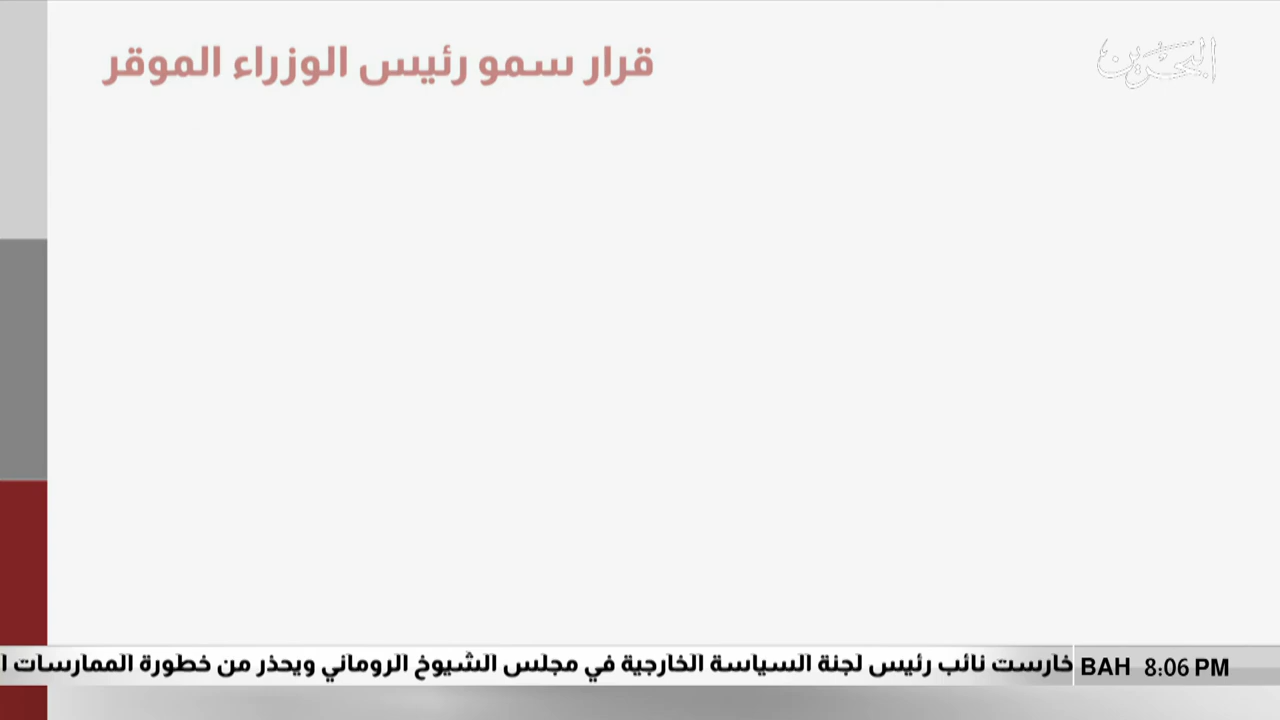 قرار سمو رئيس الوزراء الموقر
البحرين
خارست نائب رئيس لجنة السياسة الخارجية في مجلس الشيوخ الروماني ويحذر من خطورة الممارسات ا
BAH 8:06 PM